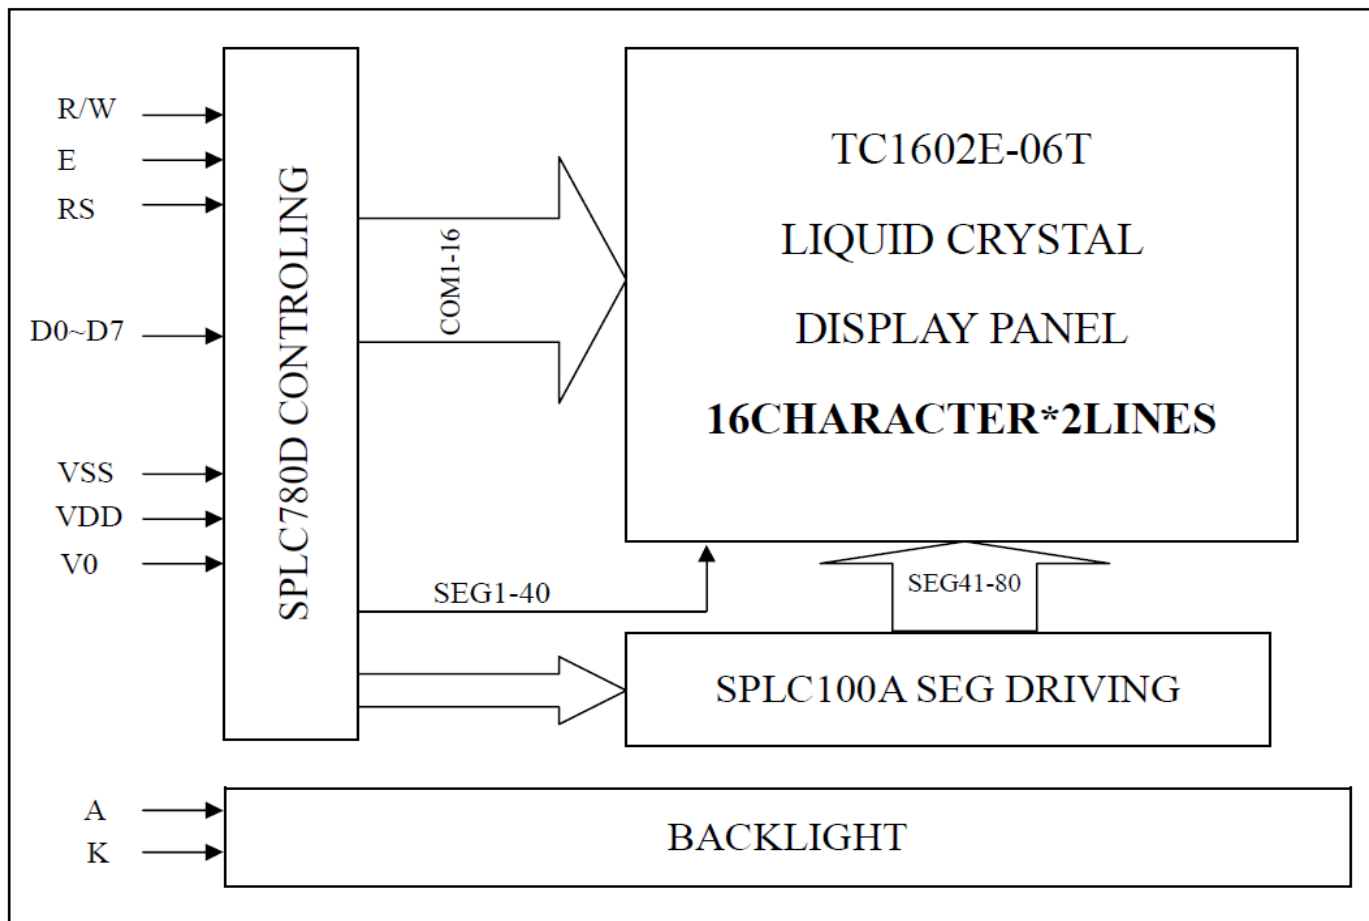 R/W
E
RS
D0~D7
VSS
VDD
V0
SPLC780D CONTROLING
COM1-16
TC1602E-06T
LIQUID CRYSTAL
DISPLAY PANEL
16CHARACTER*2LINES
SEG1-40
SEG41-80
SPLC100A SEG DRIVING
A
K
BACKLIGHT